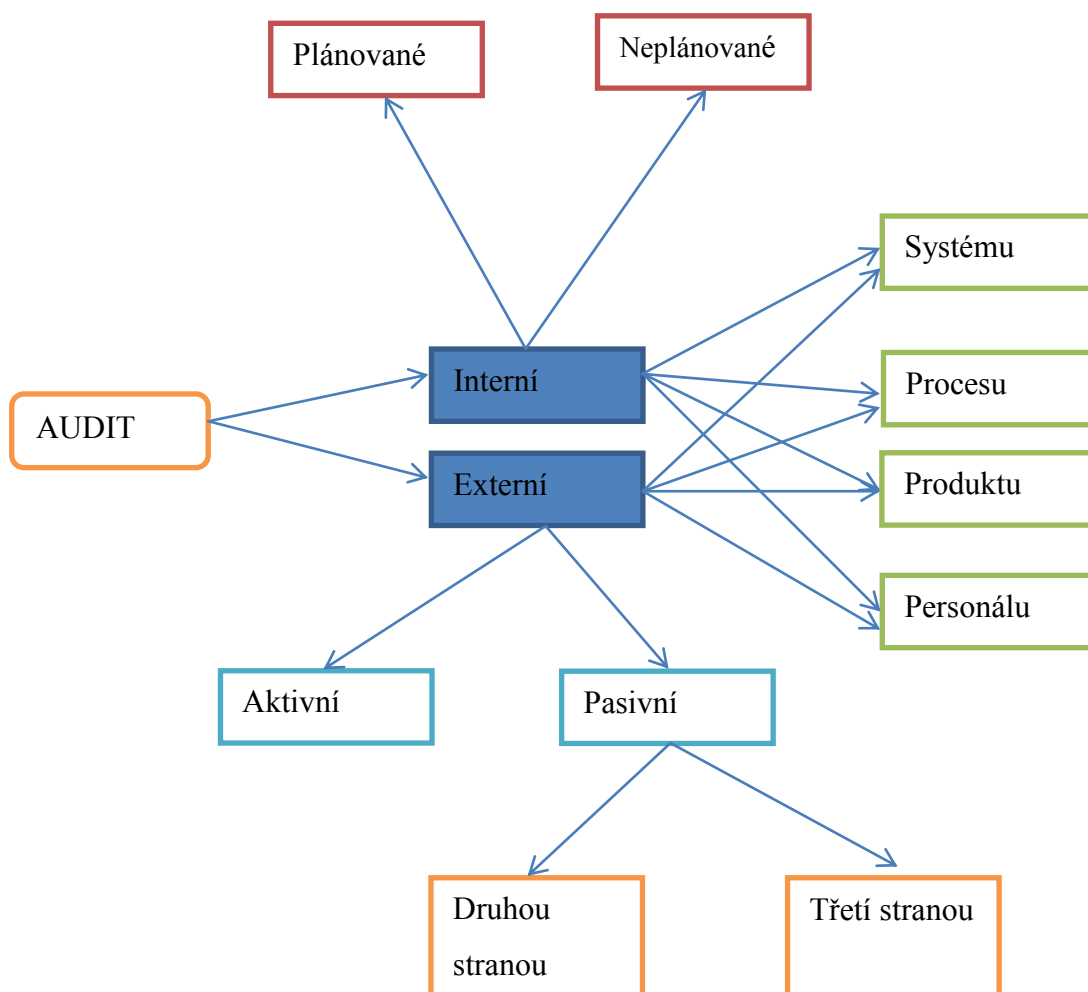 Plánované
Neplánované
Systému
Interní
Procesu
AUDIT
Externí
Produktu
Personálu
Aktivní
Pasivní
Druhou
stranou
Třetí stranou